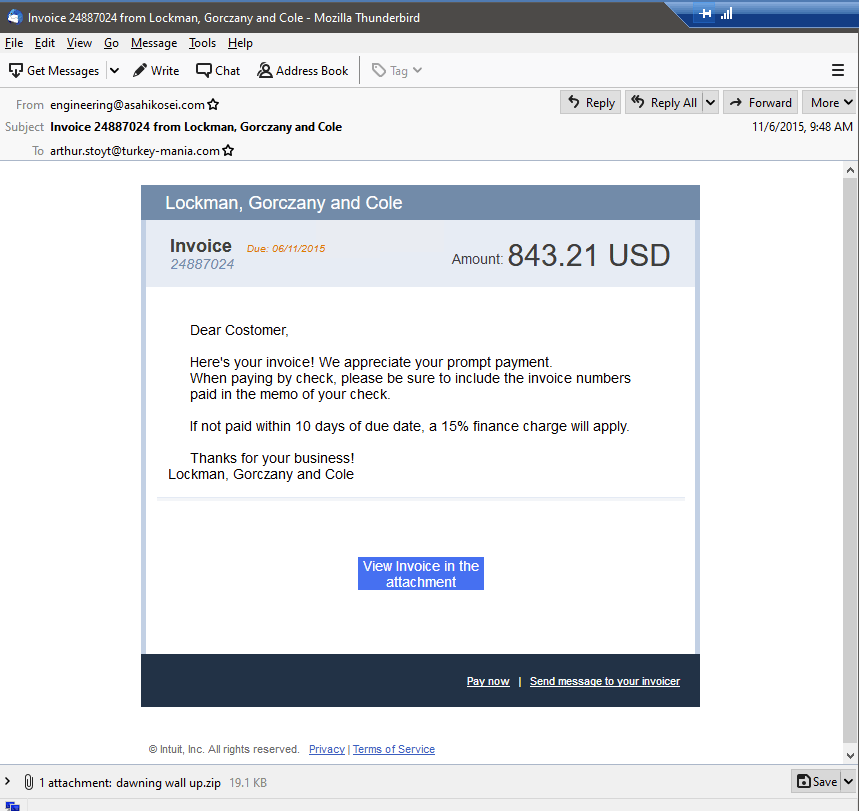 Invoice 24887024 from Lockman, Gorczany and Cole - Mozilla Thunderbird
File Edit View Go Message Tools Help
Get Messages Write Chat Address Book Tag
From engineering@asahikosei.com Reply Reply All Forward More
Subject Invoice 24887024 from Lockman, Gorczany and Cole 11/6/2015, 9:48 AM
To arthur.stoyt@turkey-mania.com
Lockman, Gorczany and Cole
Invoice Due: 06/11/2015
24887024
Amount: 843.21 USD
Dear Costomer,
Here's your invoice! We appreciate your prompt payment.
When paying by check, please be sure to include the invoice numbers
paid in the memo of your check.
If not paid within 10 days of due date, a 15% finance charge will apply.
Thanks for your business!
Lockman, Gorczany and Cole
View Invoice in the
attachment
Pay now | Send message to your invoicer
© Intuit, Inc. All rights reserved. Privacy | Terms of Service
1 attachment: dawning wall up.zip 19.1 KB Save